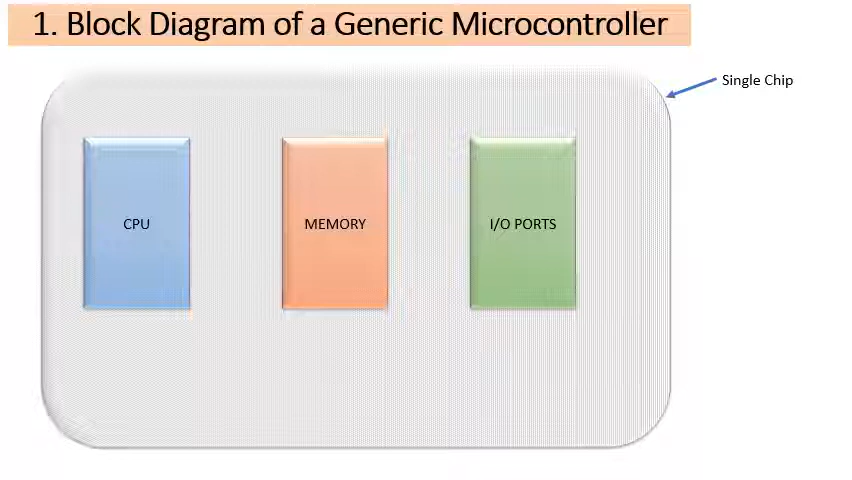 1. Block Diagram of a Generic Microcontroller
Single Chip
CPU
MEMORY
I/O PORTS